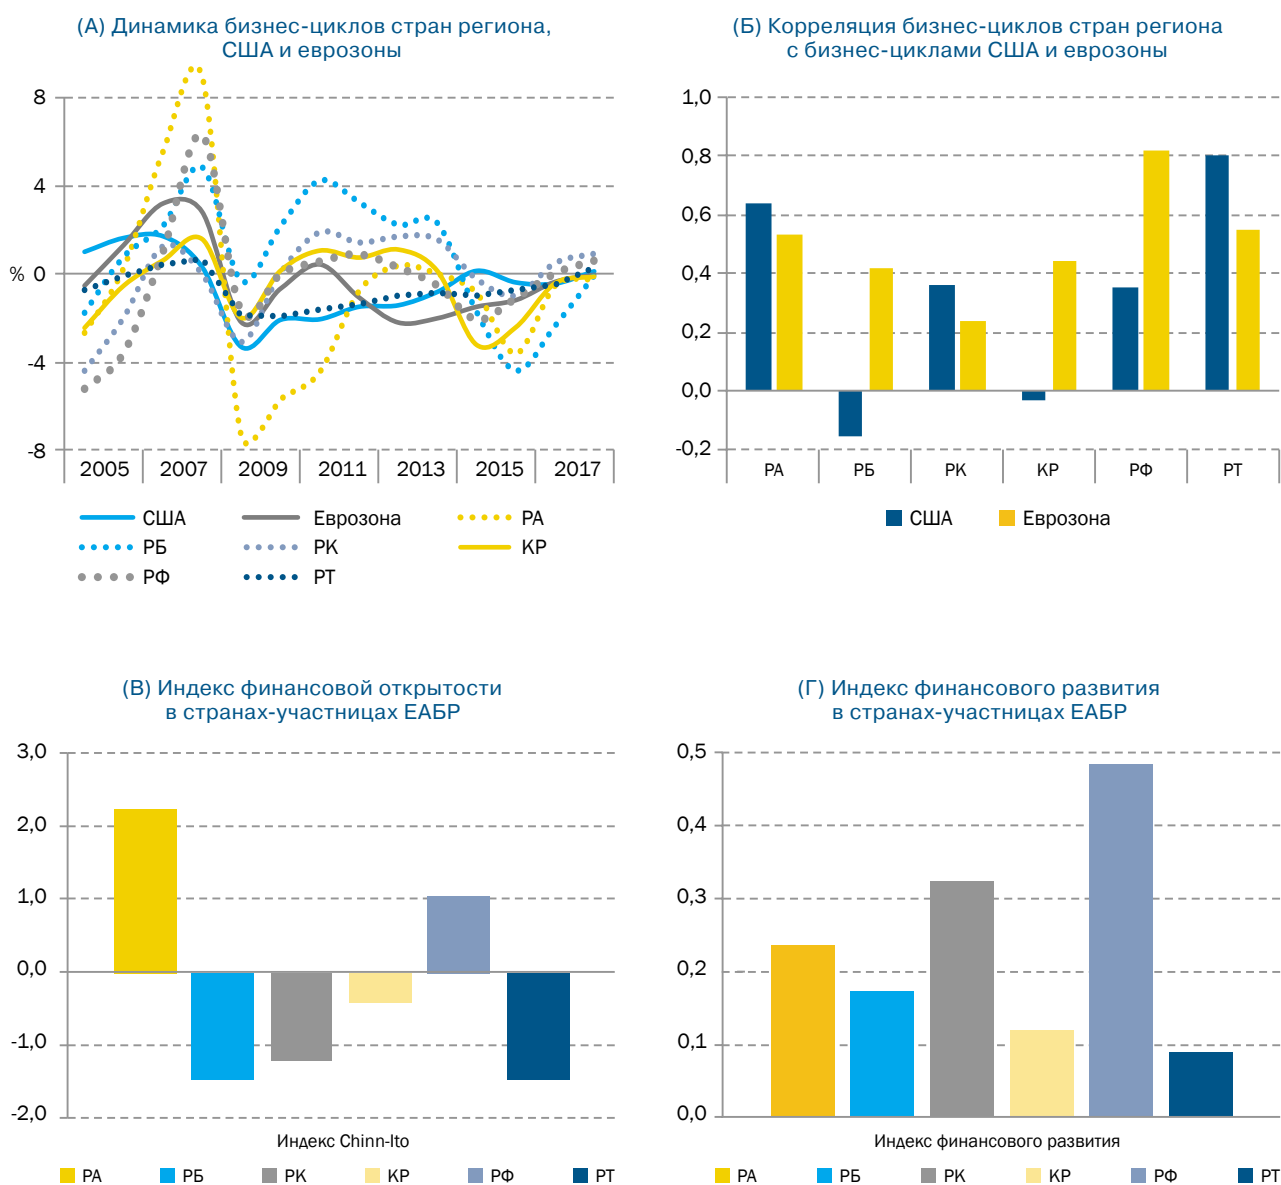 (А) Динамика бизнес-циклов стран региона,
США и еврозоны
8
4
% 0
-4
-8
2005 2007 2009 2011 2013 2015 2017
США Еврозона РА
РБ РК КР
РФ РТ
(Б) Корреляция бизнес-циклов стран региона
с бизнес-циклами США и еврозоны
1,0
0,8
0,6
0,4
0,2
0,0
-0,2
РА РБ РК КР РФ РТ
США Еврозона
(В) Индекс финансовой открытости
в странах-участницах ЕАБР
3,0
2,0
1,0
0,0
-1,0
-2,0
Индекс Chinn-Ito
РА РБ РК КР РФ РТ
(Г) Индекс финансового развития
в странах-участницах ЕАБР
0,5
0,4
0,3
0,2
0,1
0,0
Индекс финансового развития
РА РБ РК КР РФ РТ